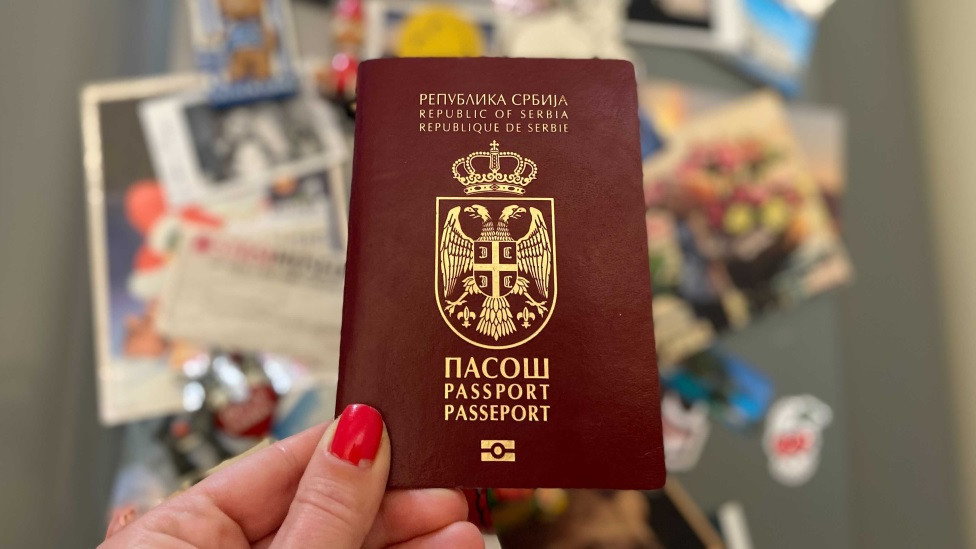 РЕПУБЛИКА СРБИЈА
REPUBLIC OF SERBIA
REPUBLIQUE DE SERBIE
ПАСОШ
PASSPORT
PASSEPORT